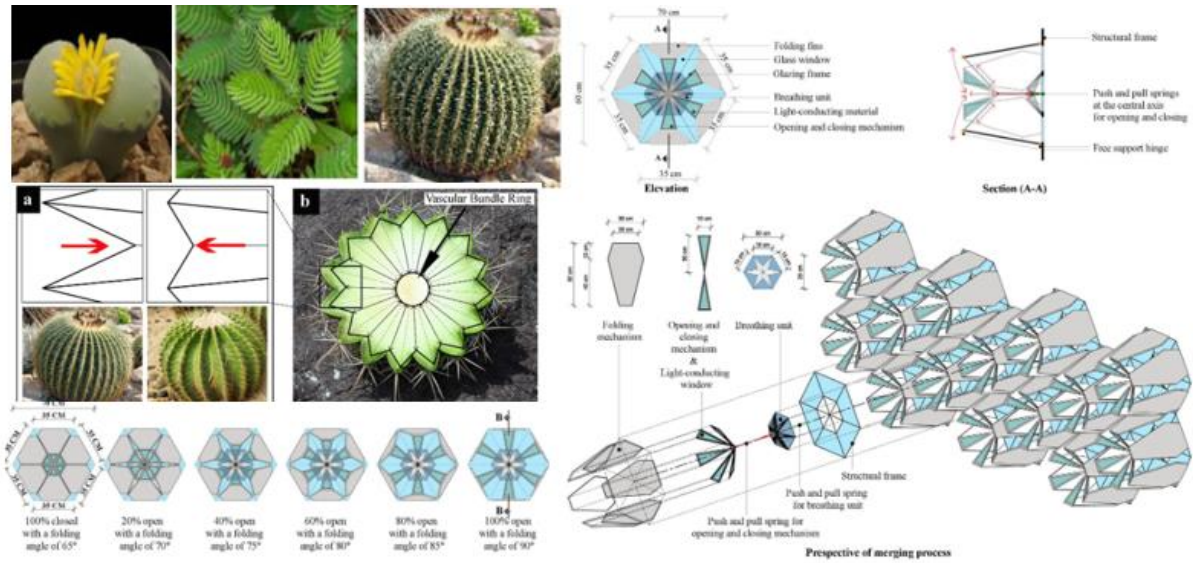 a
b
Vascular Bundle Ring
35 CM
35 CM
100% closed
with a folding
angle of 65°
20% open
with a folding
angle of 70°
40% open
with a folding
angle of 75°
60% open
with a folding
angle of 80°
80% open
with a folding
angle of 85°
B
B
100% open
with a folding
angle of 90°
70 cm
A
60 cm
35 cm
35 cm
35 cm
35 cm
Folding fins
Glass window
Glazing frame
Breathing unit
Light-conducting material
Opening and closing mechanism
A
35 cm
Elevation
Structural frame
Push and pull springs
at the central axis
for opening and closing
Free support hinge
Section (A-A)
Folding
mechanism
Opening and
closing
mechanism
&
Light-conducting
window
Breathing unit
Structural frame
Push and pull spring
for breathing unit
Push and pull spring for
opening and closing mechanism
Prespective of merging process